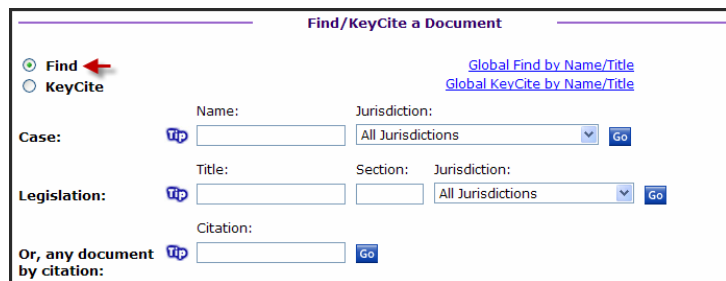 Find/KeyCite a Document
Find
Global Find by Name/Title
KeyCite
Global KeyCite by Name/Title
Name: Jurisdiction:
Case: Tip All Jurisdictions Go
Title: Section: Jurisdiction:
Legislation: Tip All Jurisdictions Go
Citation:
Or, any document Tip Go
by citation: